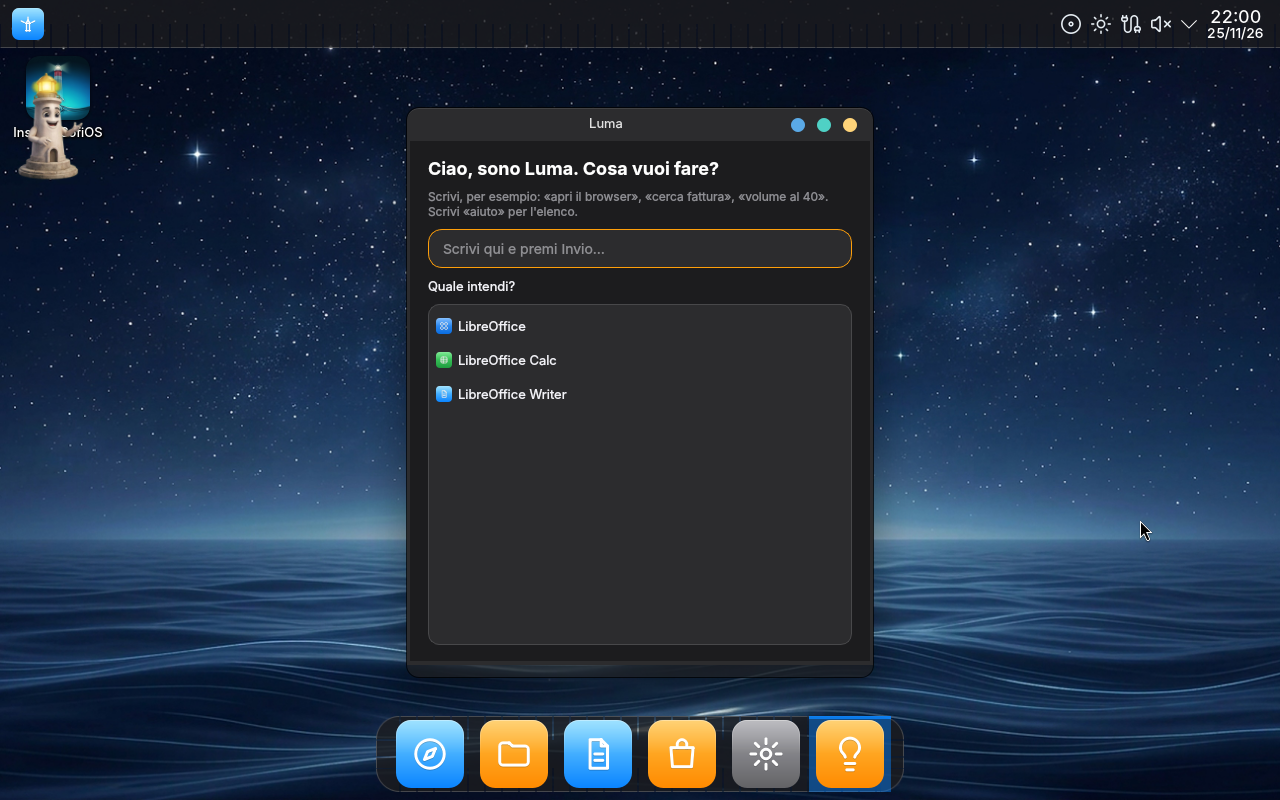 22:00
25/11/26
Luma
Ciao, sono Luma. Cosa vuoi fare?
Scrivi, per esempio: «apri il browser», «cerca fattura», «volume al 40».
Scrivi «aiuto» per l'elenco.
Scrivi qui e premi Invio...
Quale intendi?
LibreOffice
LibreOffice Calc
LibreOffice Writer